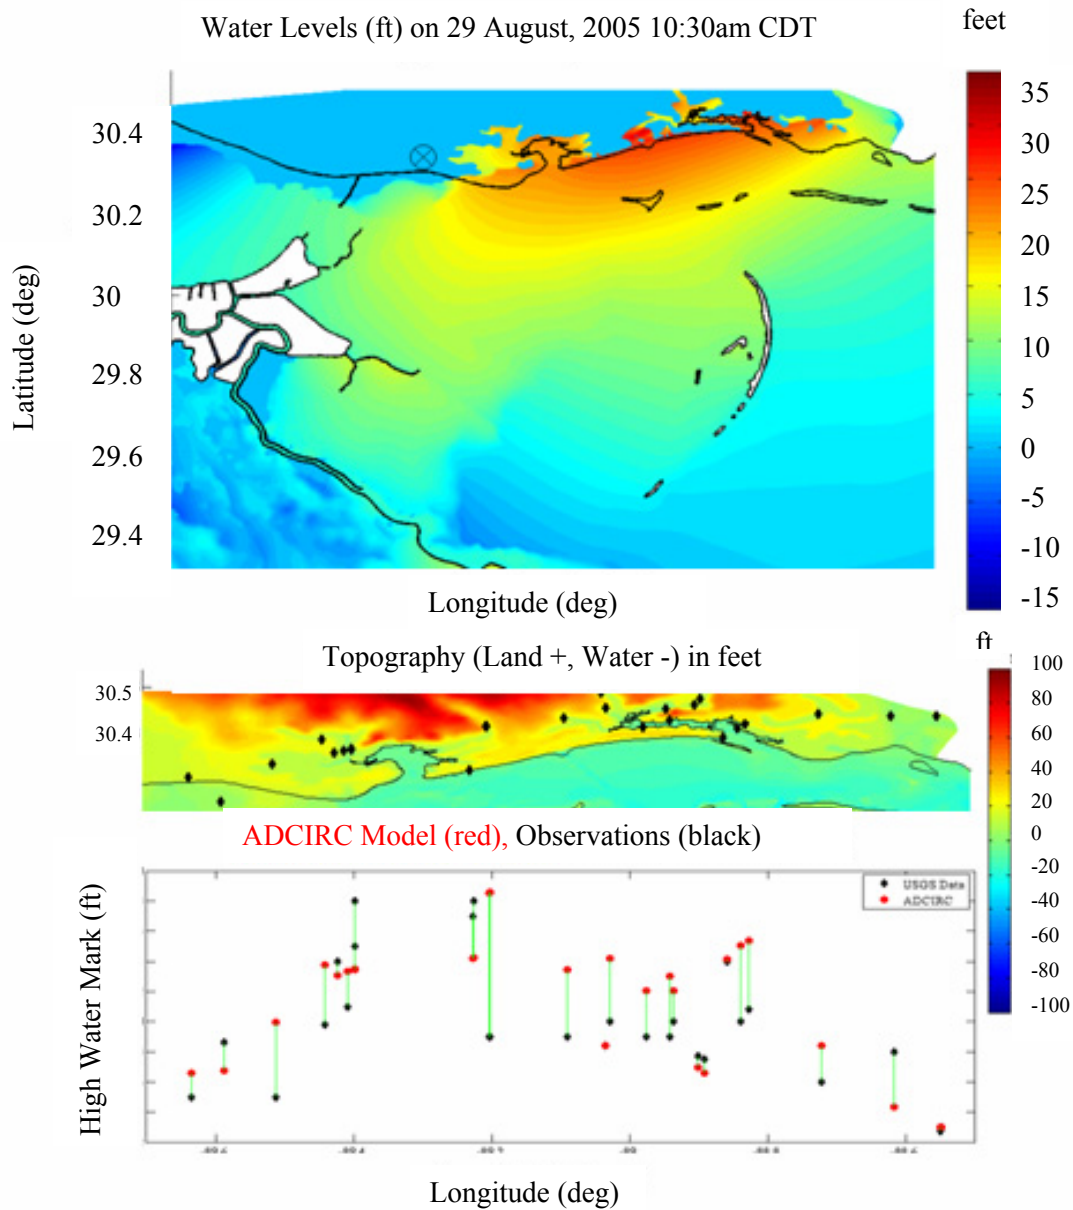 Water Levels (ft) on 29 August, 2005 10:30am CDT
feet
35
30
25
20
15
10
5
0
-5
-10
-15
30.4
30.2
30
29.8
29.6
29.4
Latitude (deg)
Longitude (deg)
Topography (Land +, Water -) in feet
ft
100
80
60
40
20
0
-20
-40
-60
-80
-100
30.5
30.4
ADCIRC Model (red), Observations (black)
USGS Data
ADCIRC
High Water Mark (ft)
Longitude (deg)